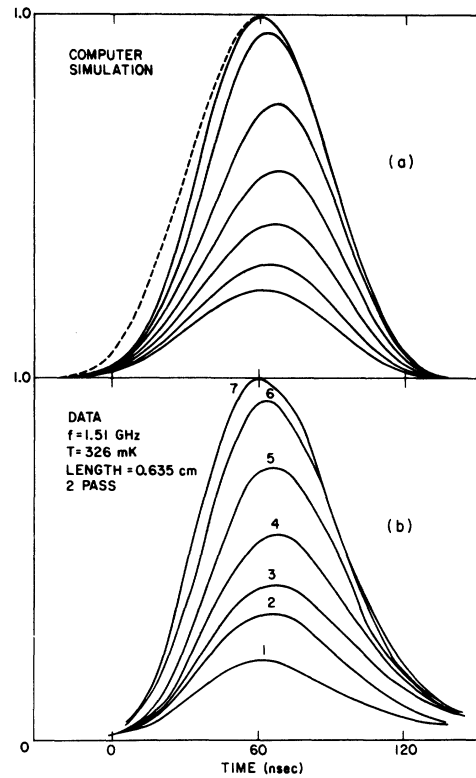 1.0
COMPUTER
SIMULATION
(a)
1.0
DATA
f=1.51 GHz
T=326 mK
LENGTH=0.635 cm
2 PASS
7
6
5
(b)
4
3
2
1
0
0
60
120
TIME (nsec)